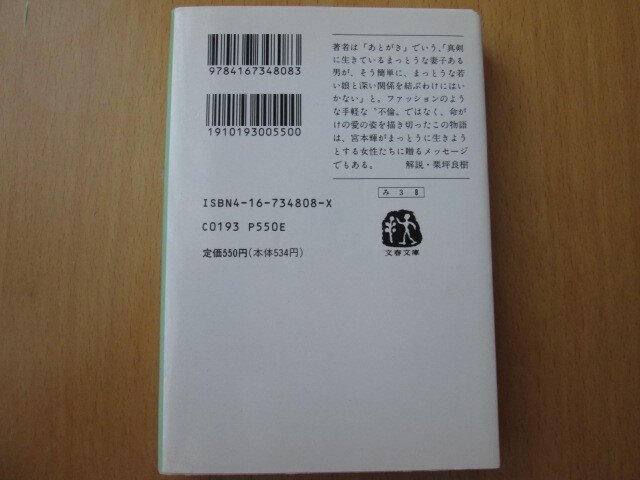 9784167348083
1910193005500
ISBN4-16-734808-X
C0193 P550E
定価550円(本体534円)
著者は「あとがき」でいう、「真剣
に生きているまっとうな妻子ある
男が、そう簡単に、まっとうな若
い娘と深い関係を結ぶわけにはい
かない」と。ファッションのよう
な手軽な〝不倫〟ではなく、命が
けの愛の姿を描き切ったこの物語
は、宮本輝がまっとうに生きよう
とする女性たちに贈るメッセージ
でもある。 解説・栗坪良樹
み 3 8
文春文庫